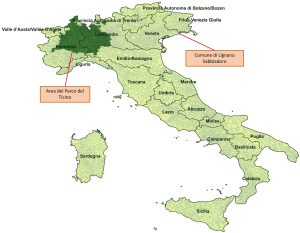 Provincia Autonoma di Bolzano/Bozen
Provincia Autonoma di Trento
Friuli-Venezia Giulia
Valle d'Aosta/Vallée D'Aoste
Lombardia
Veneto
Piemonte
Comune di Lignano
Sabbiadoro
Emilia-Romagna
Liguria
Area del Parco del
Ticino
Toscana
Marche
Umbria
Lazio
Abruzzo
Molise
Campania
Puglia
Basilicata
Sardegna
Calabria
Sicilia